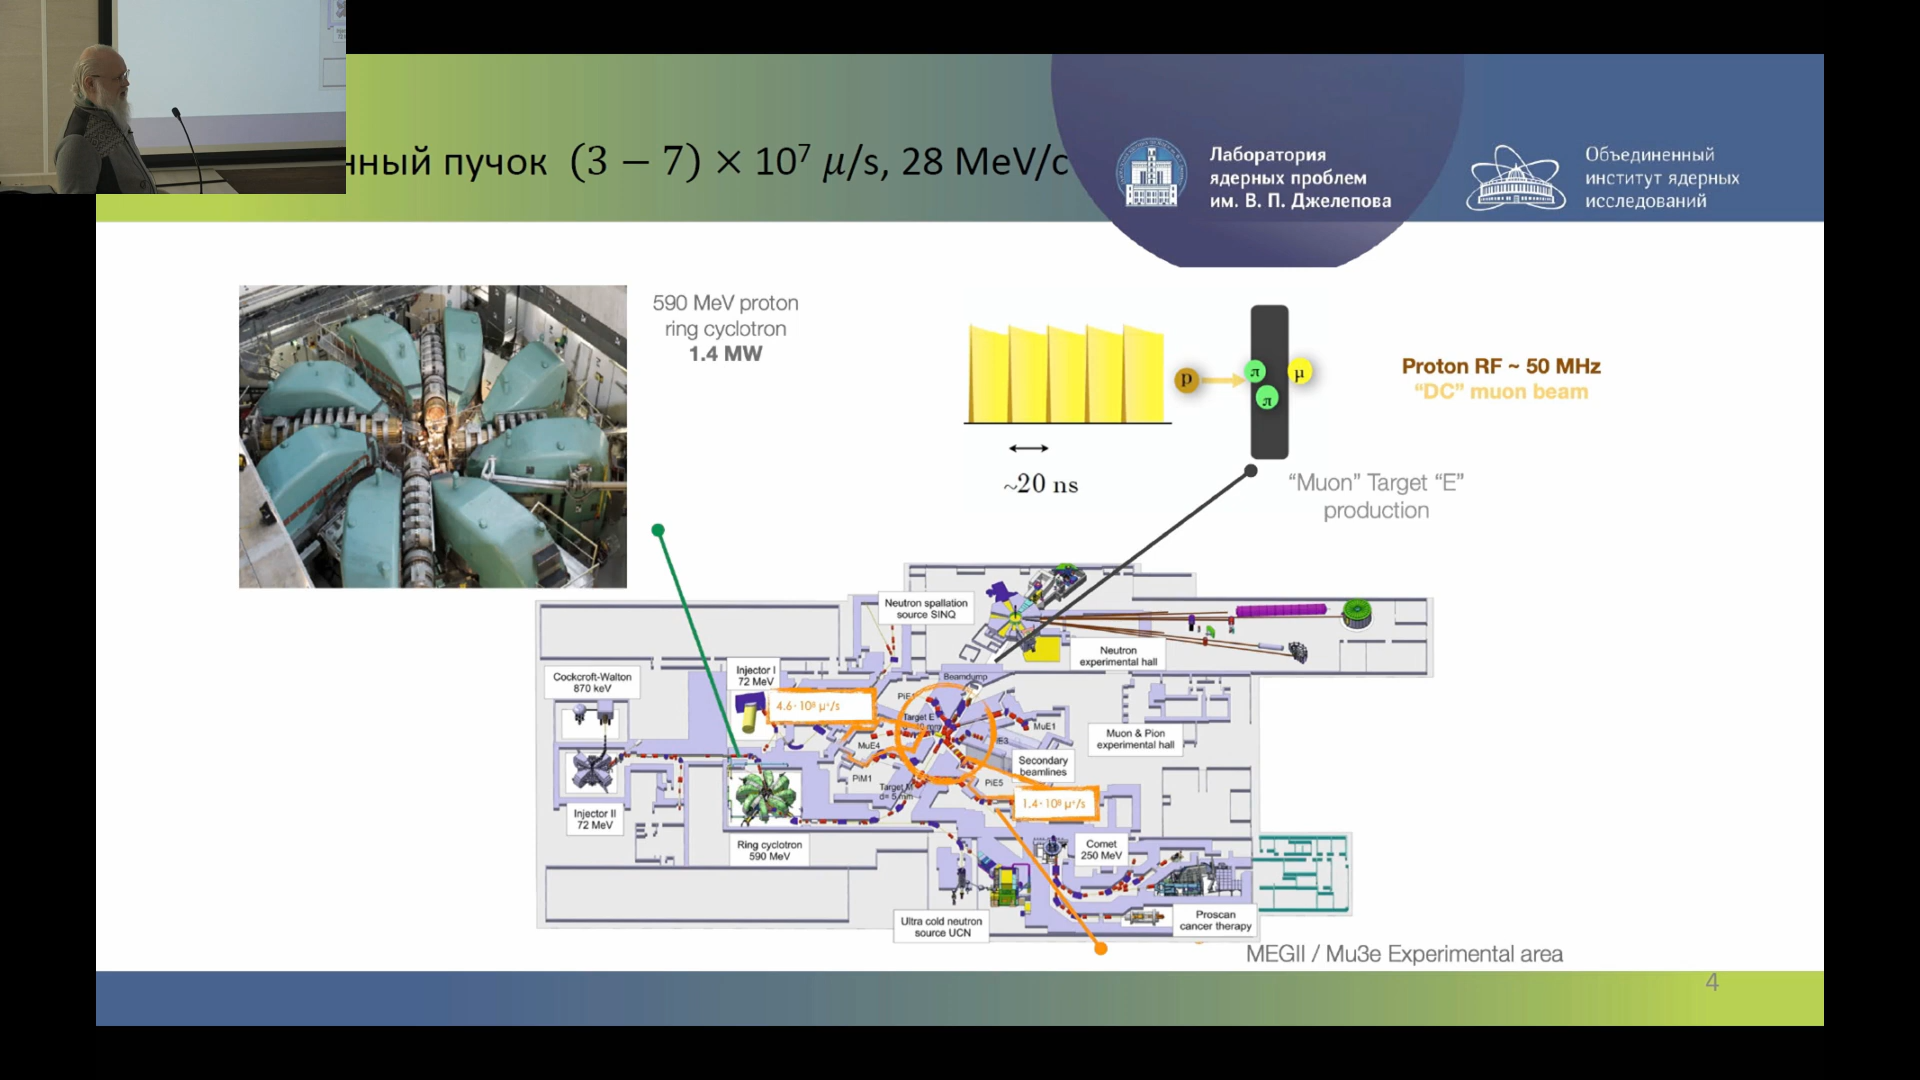 пучок (3 − 7) × 10⁷ μ/s, 28 MeV/c
Лаборатория
ядерных проблем
им. В. П. Джелепова
Объединенный
институт ядерных
исследований
590 MeV proton
ring cyclotron
1.4 MW
~20 ns
p
π
π
μ
Proton RF ~ 50 MHz
“DC” muon beam
“Muon” Target “E”
production
Neutron spallation
source SINQ
Neutron
experimental hall
Cockcroft-Walton
870 keV
Injector I
72 MeV
4.6·10⁸ μ⁺/s
Beamdump
Target E
MuE1
MuE4
Muon & Pion
experimental hall
Secondary
beamlines
PiM1
PiE5
Target M
d= 5 mm
1.4·10⁸ μ⁺/s
Injector II
72 MeV
Ring cyclotron
590 MeV
Comet
250 MeV
Ultra cold neutron
source UCN
Proscan
cancer therapy
MEGII / Mu3e Experimental area
4